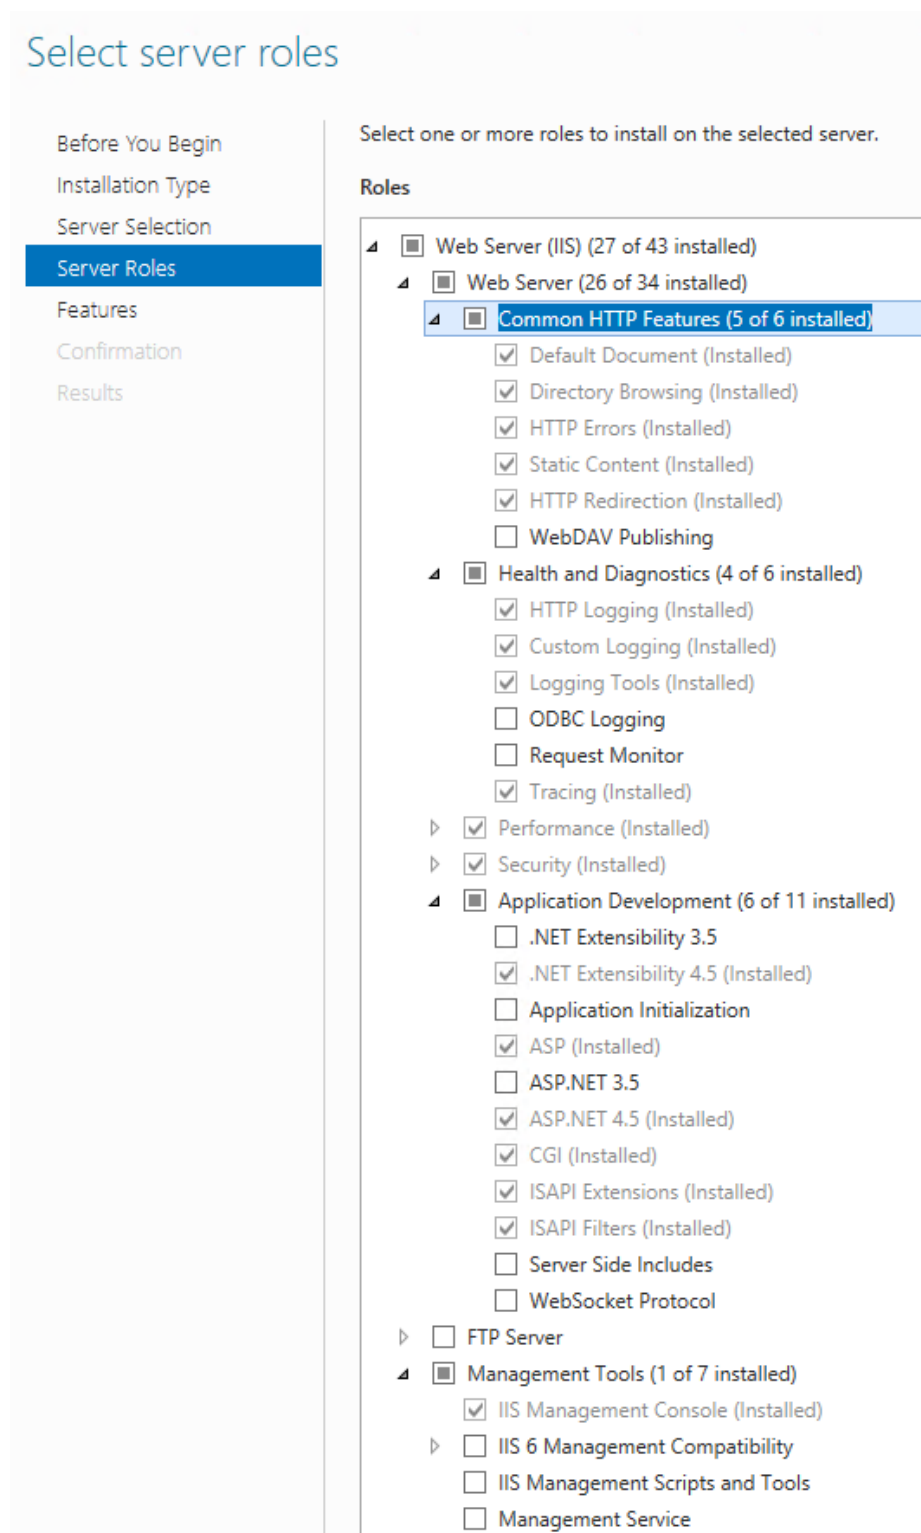 Select server roles
Before You Begin
Installation Type
Server Selection
Server Roles
Features
Confirmation
Results
Select one or more roles to install on the selected server.
Roles
Web Server (IIS) (27 of 43 installed)
Web Server (26 of 34 installed)
Common HTTP Features (5 of 6 installed)
Default Document (Installed)
Directory Browsing (Installed)
HTTP Errors (Installed)
Static Content (Installed)
HTTP Redirection (Installed)
WebDAV Publishing
Health and Diagnostics (4 of 6 installed)
HTTP Logging (Installed)
Custom Logging (Installed)
Logging Tools (Installed)
ODBC Logging
Request Monitor
Tracing (Installed)
Performance (Installed)
Security (Installed)
Application Development (6 of 11 installed)
.NET Extensibility 3.5
.NET Extensibility 4.5 (Installed)
Application Initialization
ASP (Installed)
ASP.NET 3.5
ASP.NET 4.5 (Installed)
CGI (Installed)
ISAPI Extensions (Installed)
ISAPI Filters (Installed)
Server Side Includes
WebSocket Protocol
FTP Server
Management Tools (1 of 7 installed)
IIS Management Console (Installed)
IIS 6 Management Compatibility
IIS Management Scripts and Tools
Management Service